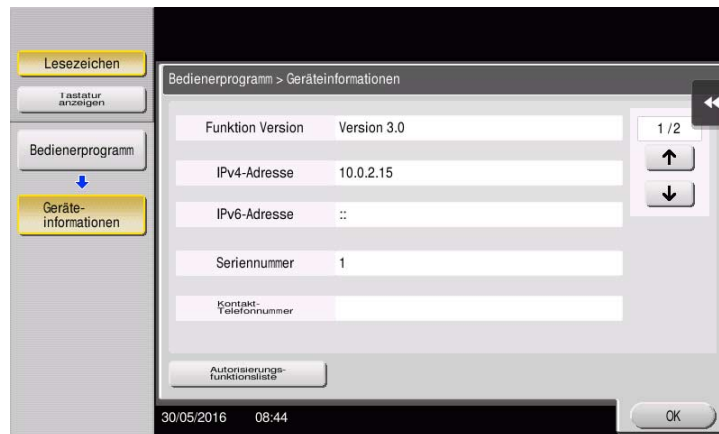 Lesezeichen
Tastatur
anzeigen
Bedienerprogramm
Geräte-
informationen
Bedienerprogramm > Geräteinformationen
Funktion Version Version 3.0
IPv4-Adresse 10.0.2.15
IPv6-Adresse ::
Seriennummer 1
Kontakt-
Telefonnummer
1 /2
Autorisierungs-
funktionsliste
30/05/2016 08:44
OK